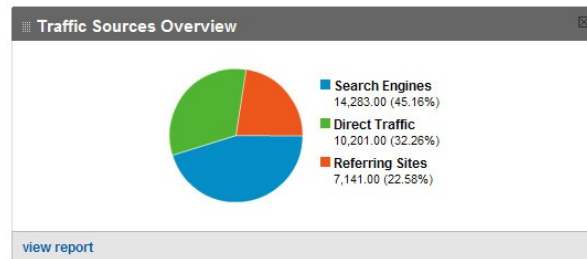 Traffic Sources Overview
Search Engines
14,283.00 (45.16%)
Direct Traffic
10,201.00 (32.26%)
Referring Sites
7,141.00 (22.58%)
view report